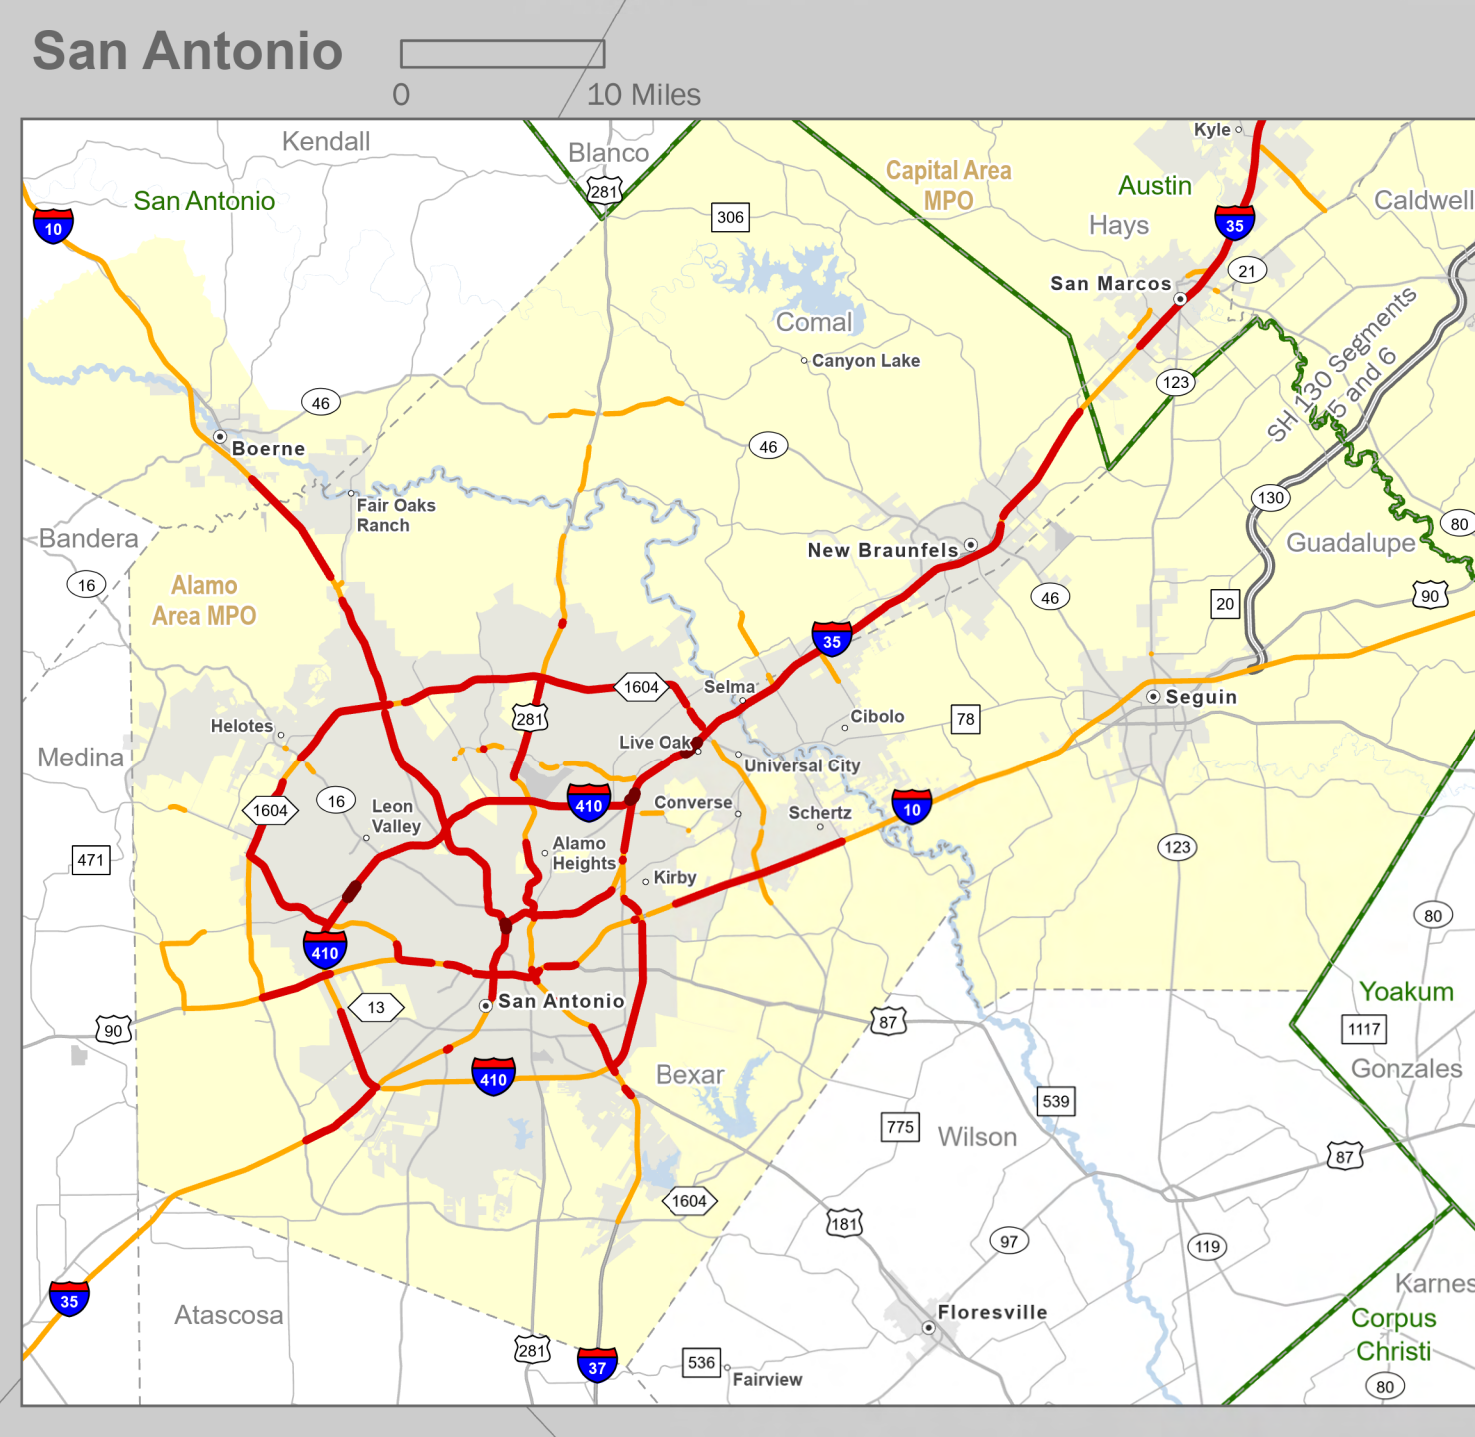 San Antonio
0 10 Miles
Kendall
Blanco
Kyle
281
Capital Area
MPO
Austin
San Antonio
Caldwell
306
10
Hays
35
21
San Marcos
Comal
Canyon Lake
SH 130 Segments
5 and 6
123
46
Boerne
46
Fair Oaks
Ranch
130
80
Bandera
New Braunfels
Guadalupe
16
Alamo
Area MPO
46
20
90
35
1604
Selma
Seguin
Helotes
281
Cibolo
78
Live Oak
Medina
Universal City
1604
16
410
Converse
10
Leon
Valley
Schertz
Alamo
Heights
123
471
Kirby
80
410
Yoakum
13
San Antonio
90
87
1117
Gonzales
Bexar
410
539
775
Wilson
87
1604
181
97
119
Karnes
35
Atascosa
Floresville
Corpus
Christi
281
37
536
Fairview
80